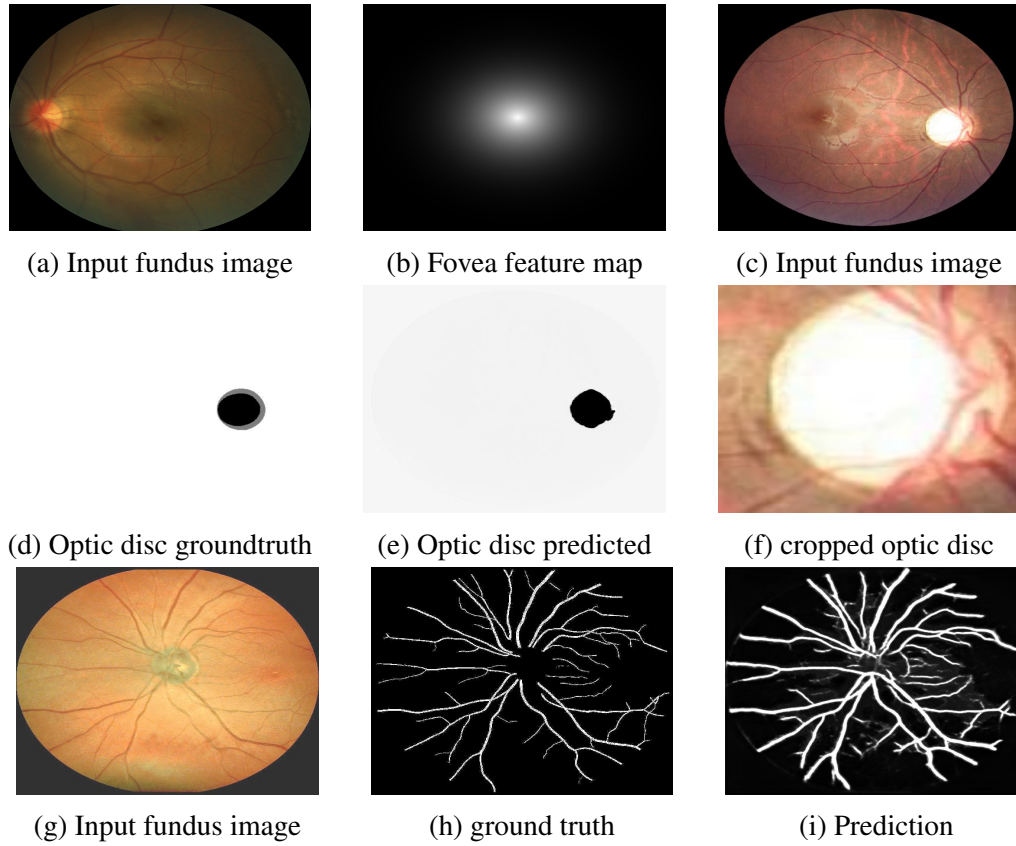 (a) Input fundus image
(b) Fovea feature map
(c) Input fundus image
(d) Optic disc groundtruth
(e) Optic disc predicted
(f) cropped optic disc
(g) Input fundus image
(h) ground truth
(i) Prediction